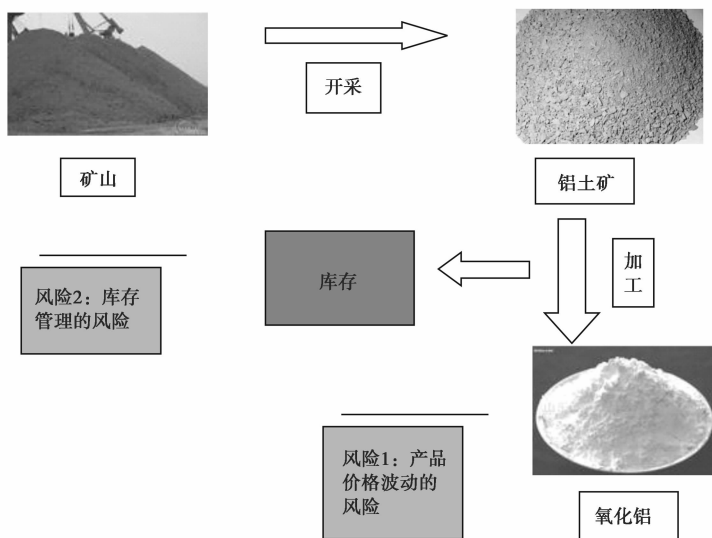 开采
矿山
铝土矿
加
工
库存
风险2：库存
管理的风险
风险1：产品
价格波动的
风险
氧化铝